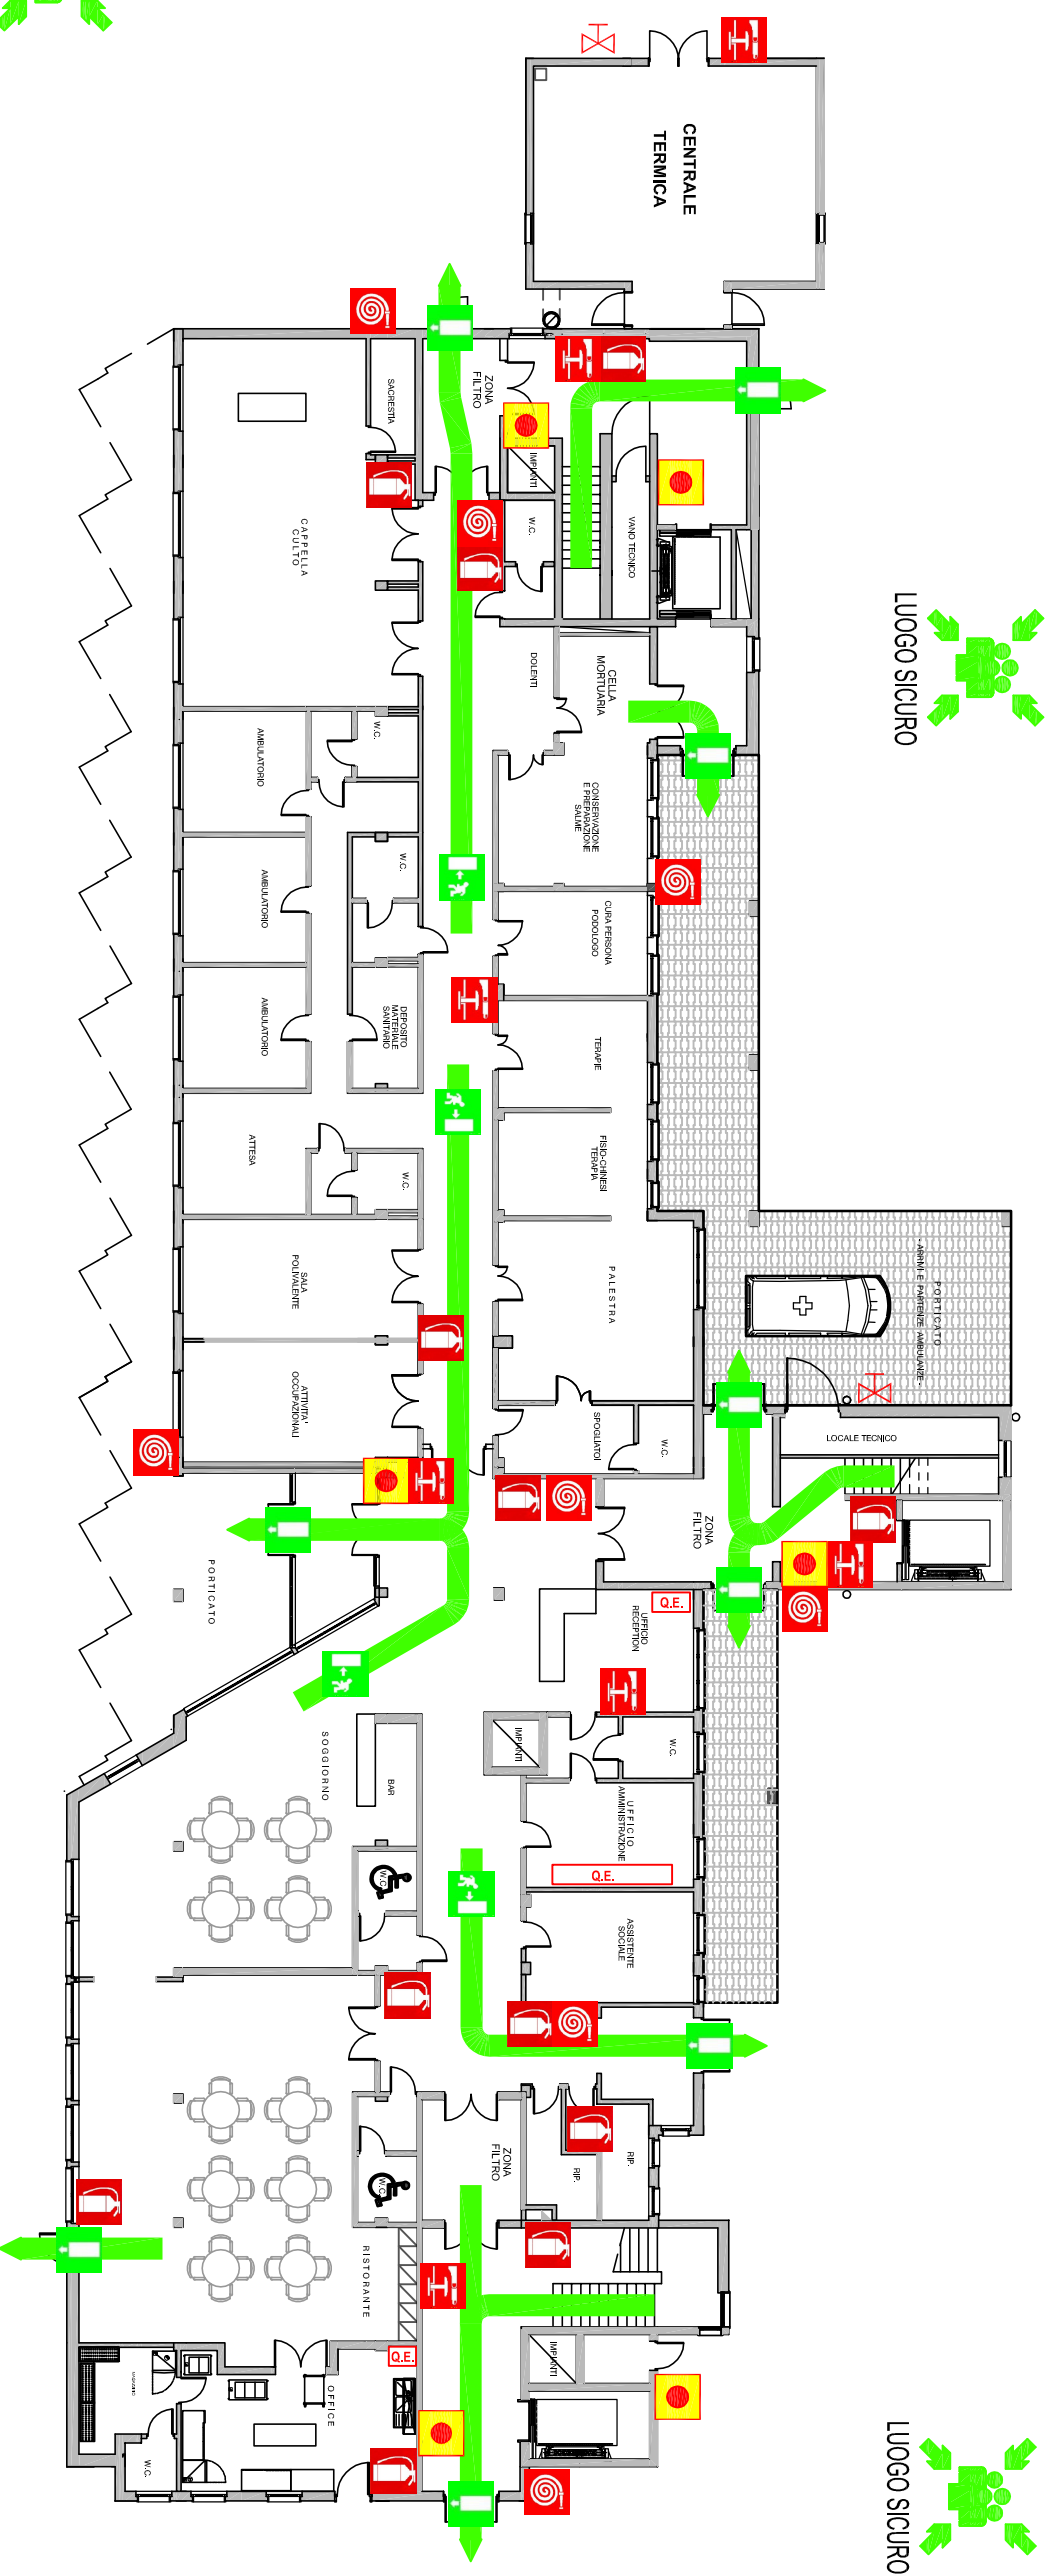 CENTRALE
TERMICA
ZONA
FILTRO
SACRESTIA
IMPIANTI
W.C.
VANO TECNICO
CAPPELLA
CULTO
LUOGO SICURO
DOLENTI
CELLA
MORTUARIA
W.C.
AMBULATORIO
CONSERVAZIONE
E PREPARAZIONE
SALME
W.C.
AMBULATORIO
CURA PERSONA
PODOLOGO
AMBULATORIO
DEPOSITO
MATERIALE
SANITARIO
TERAPIE
ATTESA
W.C.
FISIO-CHINESI
TERAPIA
SALA
POLIVALENTE
PALESTRA
PORTICATO
- ARRIVI E PARTENZE AMBULANZE -
ATTIVITA'
OCCUPAZIONALI
SPOGLIATOI
W.C.
LOCALE TECNICO
ZONA
FILTRO
PORTICATO
Q.E.
UFFICIO
RECEPTION
SOGGIORNO
BAR
IMPIANTI
W.C.
UFFICIO
AMMINISTRAZIONE
Q.E.
W.C.
ASSISTENTE
SOCIALE
ZONA
FILTRO
RIP.
RIP.
W.C.
RISTORANTE
Q.E.
OFFICE
IMPIANTI
W.C.
LUOGO SICURO